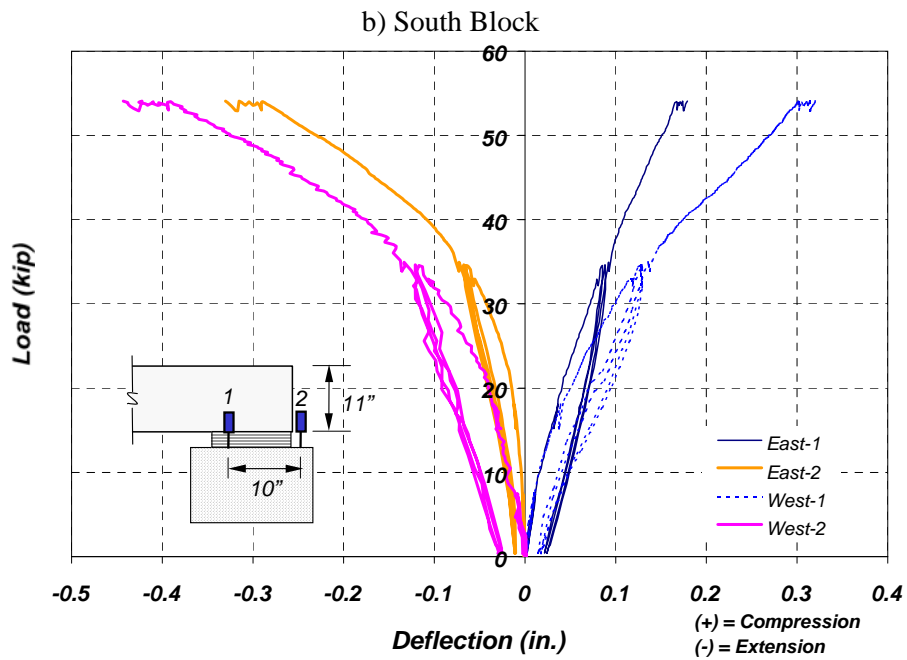 b) South Block
60
50
40
30
20
10
0
Load (kip)
1
2
11”
10”
East-1
East-2
West-1
West-2
-0.5 -0.4 -0.3 -0.2 -0.1 0 0.1 0.2 0.3 0.4
Deflection (in.)
(+) = Compression
(-) = Extension